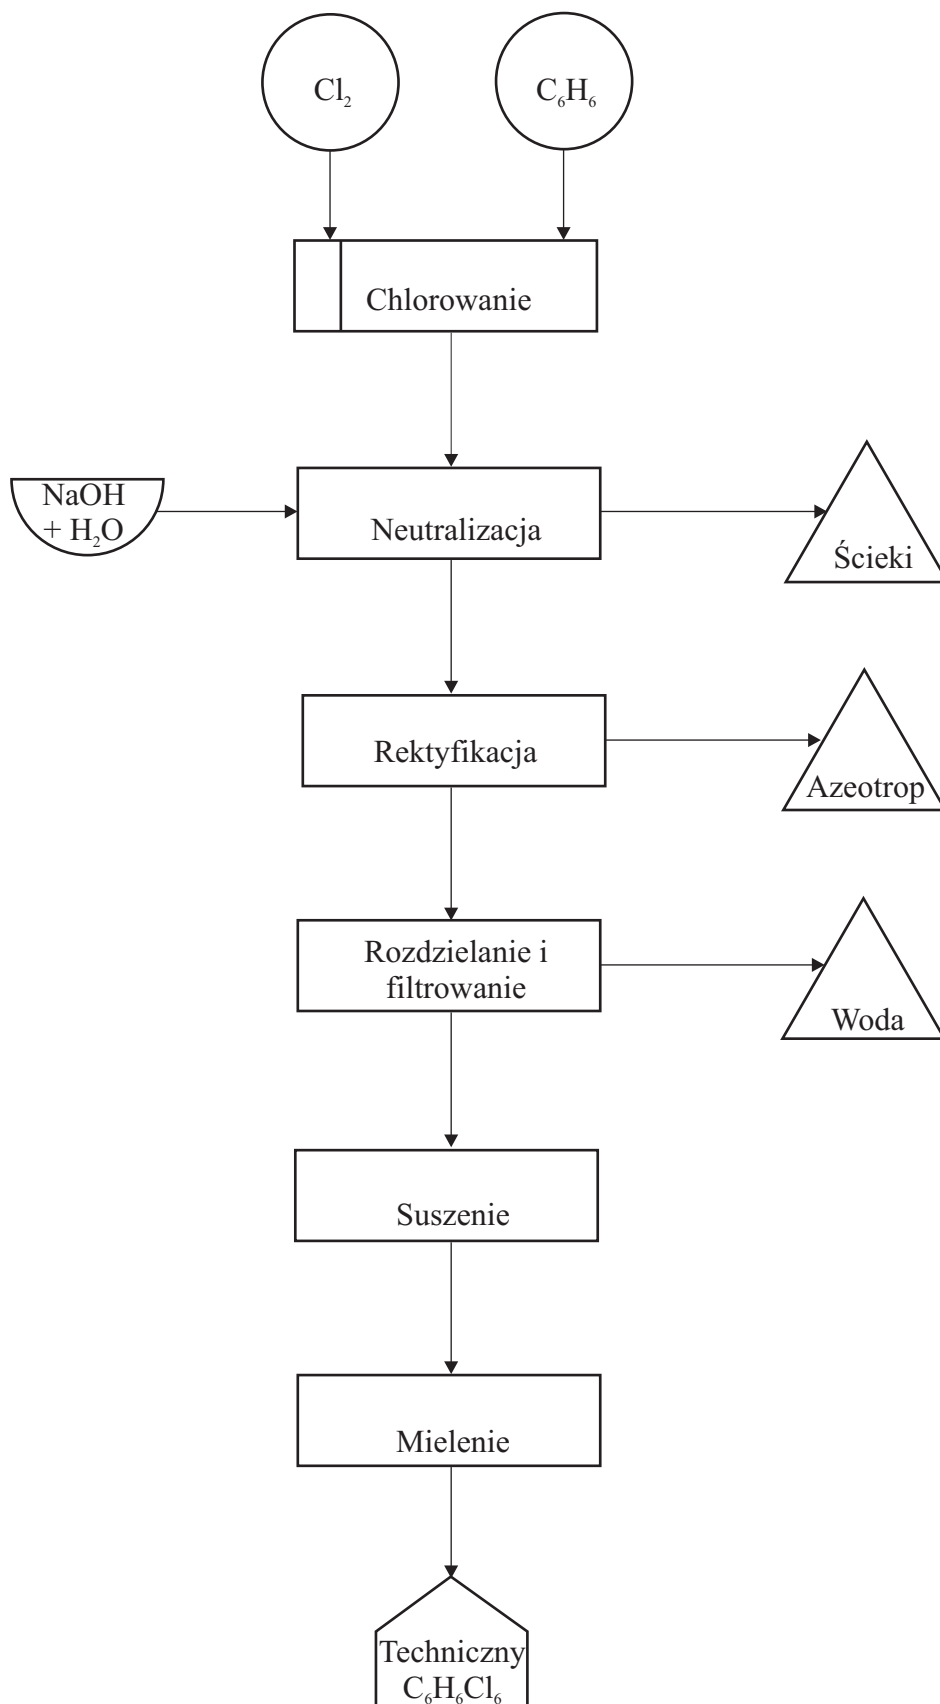 Cl₂
C₆H₆
Chlorowanie
NaOH
+ H₂O
Neutralizacja
Ścieki
Rektyfikacja
Azeotrop
Rozdzielanie i
filtrowanie
Woda
Suszenie
Mielenie
Techniczny
C₆H₆Cl₆